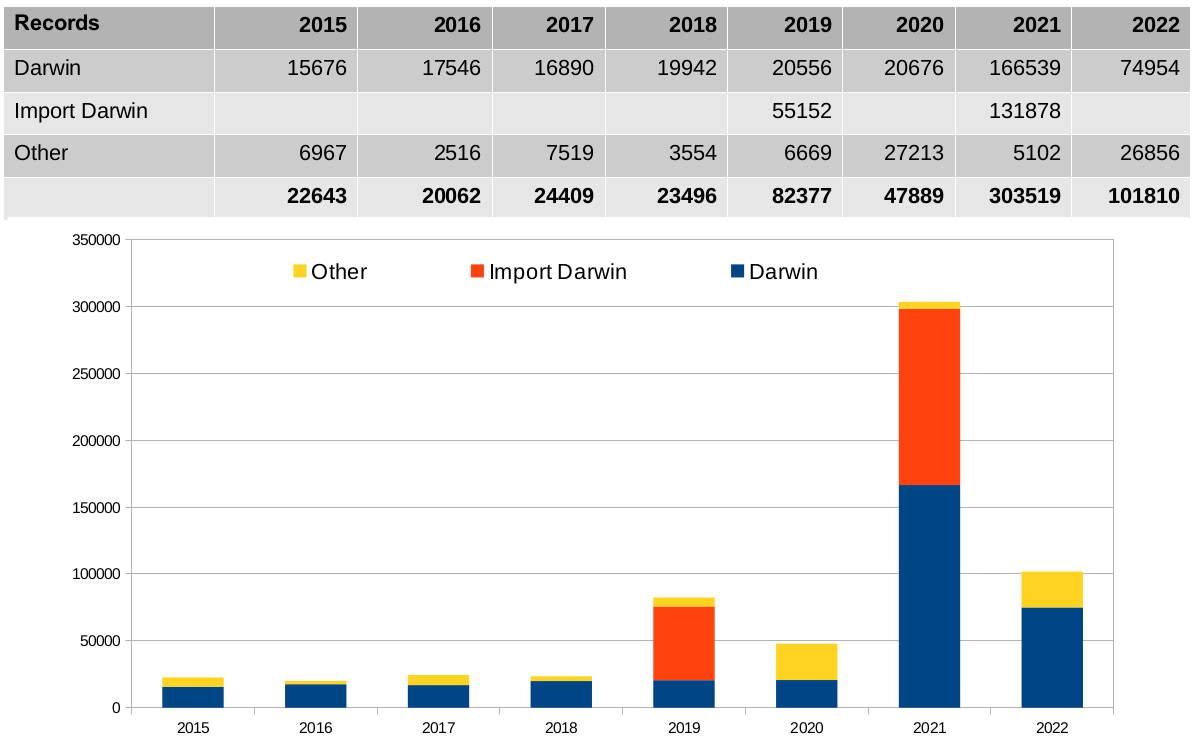 Records 2015 2016 2017 2018 2019 2020 2021 2022
Darwin 15676 17546 16890 19942 20556 20676 166539 74954
Import Darwin 55152 131878
Other 6967 2516 7519 3554 6669 27213 5102 26856
22643 20062 24409 23496 82377 47889 303519 101810
350000
Other Import Darwin Darwin
300000
250000
200000
150000
100000
50000
0
2015 2016 2017 2018 2019 2020 2021 2022